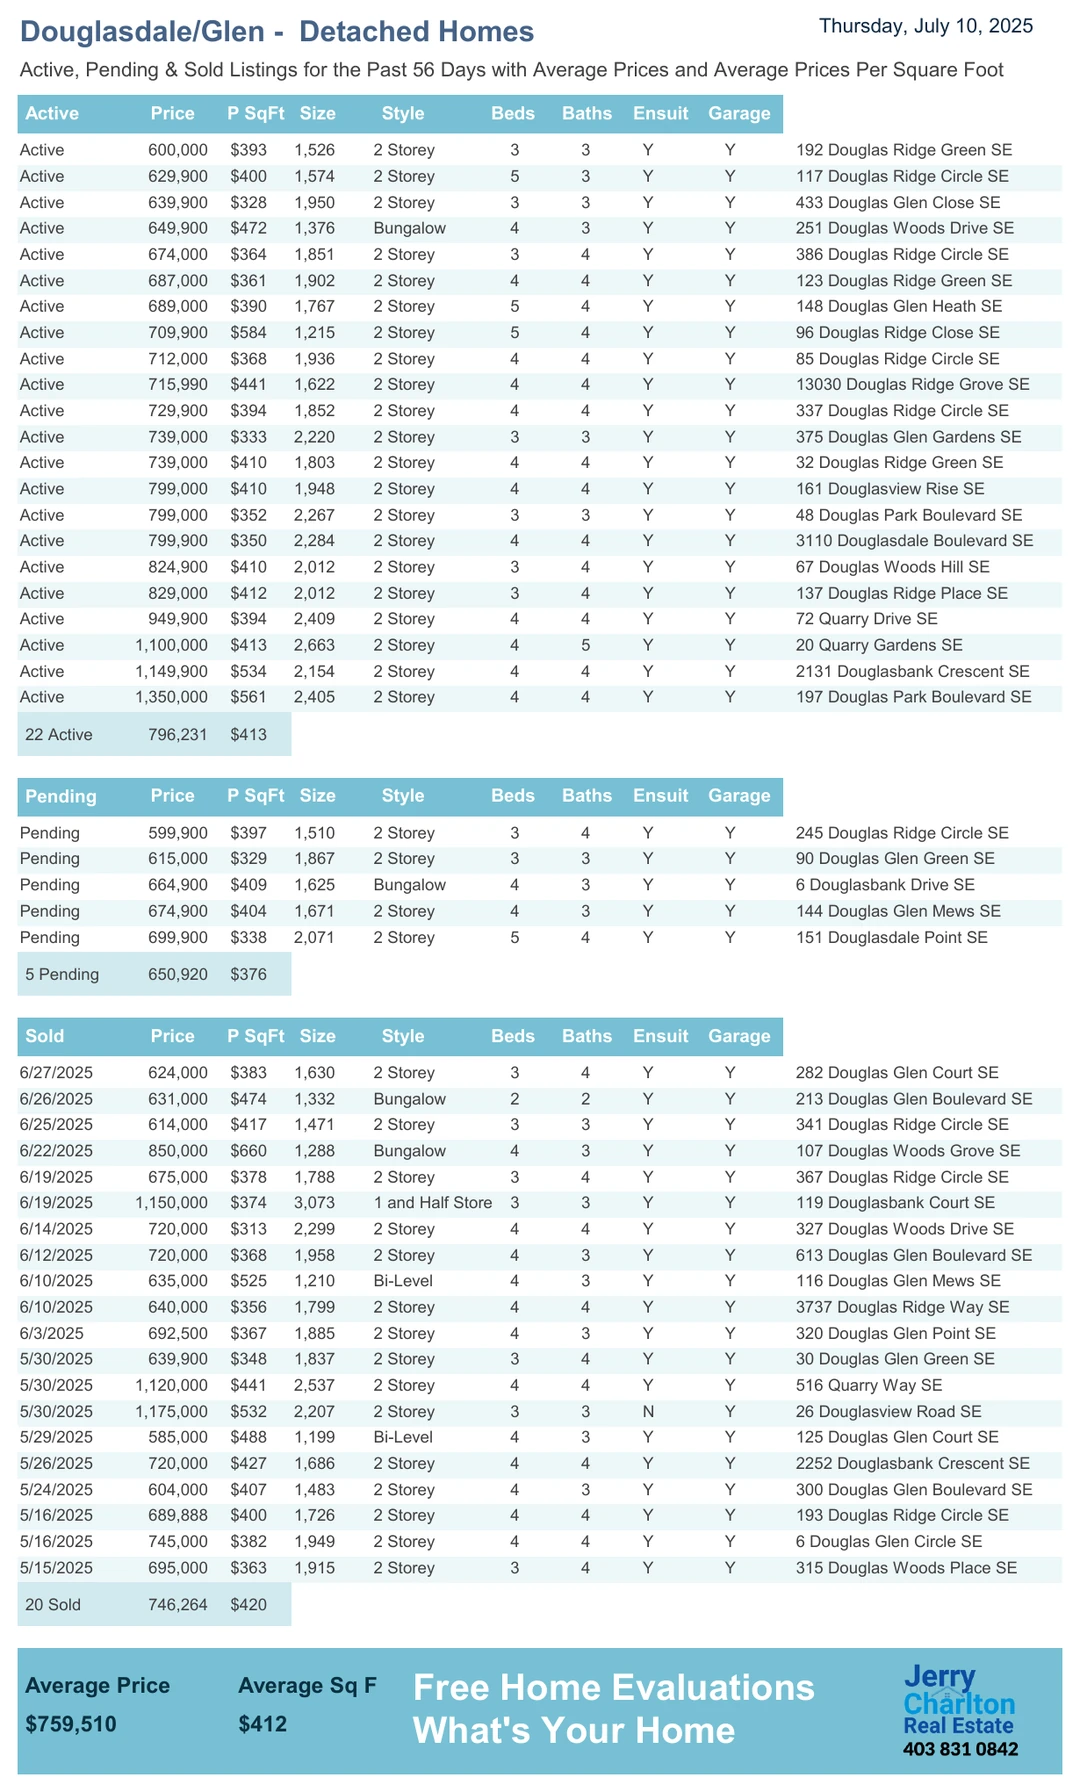 Douglasdale/Glen - Detached Homes
Thursday, July 10, 2025
Active, Pending & Sold Listings for the Past 56 Days with Average Prices and Average Prices Per Square Foot
Active Price P SqFt Size Style Beds Baths Ensuit Garage
Active 600,000 $393 1,526 2 Storey 3 3 Y Y 192 Douglas Ridge Green SE
Active 629,900 $400 1,574 2 Storey 5 3 Y Y 117 Douglas Ridge Circle SE
Active 639,900 $328 1,950 2 Storey 3 3 Y Y 433 Douglas Glen Close SE
Active 649,900 $472 1,376 Bungalow 4 3 Y Y 251 Douglas Woods Drive SE
Active 674,000 $364 1,851 2 Storey 3 4 Y Y 386 Douglas Ridge Circle SE
Active 687,000 $361 1,902 2 Storey 4 4 Y Y 123 Douglas Ridge Green SE
Active 689,000 $390 1,767 2 Storey 5 4 Y Y 148 Douglas Glen Heath SE
Active 709,900 $584 1,215 2 Storey 5 4 Y Y 96 Douglas Ridge Close SE
Active 712,000 $368 1,936 2 Storey 4 4 Y Y 85 Douglas Ridge Circle SE
Active 715,990 $441 1,622 2 Storey 4 4 Y Y 13030 Douglas Ridge Grove SE
Active 729,900 $394 1,852 2 Storey 4 4 Y Y 337 Douglas Ridge Circle SE
Active 739,000 $333 2,220 2 Storey 3 3 Y Y 375 Douglas Glen Gardens SE
Active 739,000 $410 1,803 2 Storey 4 4 Y Y 32 Douglas Ridge Green SE
Active 799,000 $410 1,948 2 Storey 4 4 Y Y 161 Douglasview Rise SE
Active 799,000 $352 2,267 2 Storey 3 3 Y Y 48 Douglas Park Boulevard SE
Active 799,900 $350 2,284 2 Storey 4 4 Y Y 3110 Douglasdale Boulevard SE
Active 824,900 $410 2,012 2 Storey 3 4 Y Y 67 Douglas Woods Hill SE
Active 829,000 $412 2,012 2 Storey 3 4 Y Y 137 Douglas Ridge Place SE
Active 949,900 $394 2,409 2 Storey 4 4 Y Y 72 Quarry Drive SE
Active 1,100,000 $413 2,663 2 Storey 4 5 Y Y 20 Quarry Gardens SE
Active 1,149,900 $534 2,154 2 Storey 4 4 Y Y 2131 Douglasbank Crescent SE
Active 1,350,000 $561 2,405 2 Storey 4 4 Y Y 197 Douglas Park Boulevard SE
22 Active 796,231 $413
Pending Price P SqFt Size Style Beds Baths Ensuit Garage
Pending 599,900 $397 1,510 2 Storey 3 4 Y Y 245 Douglas Ridge Circle SE
Pending 615,000 $329 1,867 2 Storey 3 3 Y Y 90 Douglas Glen Green SE
Pending 664,900 $409 1,625 Bungalow 4 3 Y Y 6 Douglasbank Drive SE
Pending 674,900 $404 1,671 2 Storey 4 3 Y Y 144 Douglas Glen Mews SE
Pending 699,900 $338 2,071 2 Storey 5 4 Y Y 151 Douglasdale Point SE
5 Pending 650,920 $376
Sold Price P SqFt Size Style Beds Baths Ensuit Garage
6/27/2025 624,000 $383 1,630 2 Storey 3 4 Y Y 282 Douglas Glen Court SE
6/26/2025 631,000 $474 1,332 Bungalow 2 2 Y Y 213 Douglas Glen Boulevard SE
6/25/2025 614,000 $417 1,471 2 Storey 3 3 Y Y 341 Douglas Ridge Circle SE
6/22/2025 850,000 $660 1,288 Bungalow 4 3 Y Y 107 Douglas Woods Grove SE
6/19/2025 675,000 $378 1,788 2 Storey 3 4 Y Y 367 Douglas Ridge Circle SE
6/19/2025 1,150,000 $374 3,073 1 and Half Store 3 3 Y Y 119 Douglasbank Court SE
6/14/2025 720,000 $313 2,299 2 Storey 4 4 Y Y 327 Douglas Woods Drive SE
6/12/2025 720,000 $368 1,958 2 Storey 4 3 Y Y 613 Douglas Glen Boulevard SE
6/10/2025 635,000 $525 1,210 Bi-Level 4 3 Y Y 116 Douglas Glen Mews SE
6/10/2025 640,000 $356 1,799 2 Storey 4 4 Y Y 3737 Douglas Ridge Way SE
6/3/2025 692,500 $367 1,885 2 Storey 4 3 Y Y 320 Douglas Glen Point SE
5/30/2025 639,900 $348 1,837 2 Storey 3 4 Y Y 30 Douglas Glen Green SE
5/30/2025 1,120,000 $441 2,537 2 Storey 4 4 Y Y 516 Quarry Way SE
5/30/2025 1,175,000 $532 2,207 2 Storey 3 3 N Y 26 Douglasview Road SE
5/29/2025 585,000 $488 1,199 Bi-Level 4 3 Y Y 125 Douglas Glen Court SE
5/26/2025 720,000 $427 1,686 2 Storey 4 4 Y Y 2252 Douglasbank Crescent SE
5/24/2025 604,000 $407 1,483 2 Storey 4 3 Y Y 300 Douglas Glen Boulevard SE
5/16/2025 689,888 $400 1,726 2 Storey 4 4 Y Y 193 Douglas Ridge Circle SE
5/16/2025 745,000 $382 1,949 2 Storey 4 4 Y Y 6 Douglas Glen Circle SE
5/15/2025 695,000 $363 1,915 2 Storey 3 4 Y Y 315 Douglas Woods Place SE
20 Sold 746,264 $420
Average Price Average Sq F
$759,510 $412
Free Home Evaluations
What's Your Home
Jerry
Charlton
Real Estate
403 831 0842